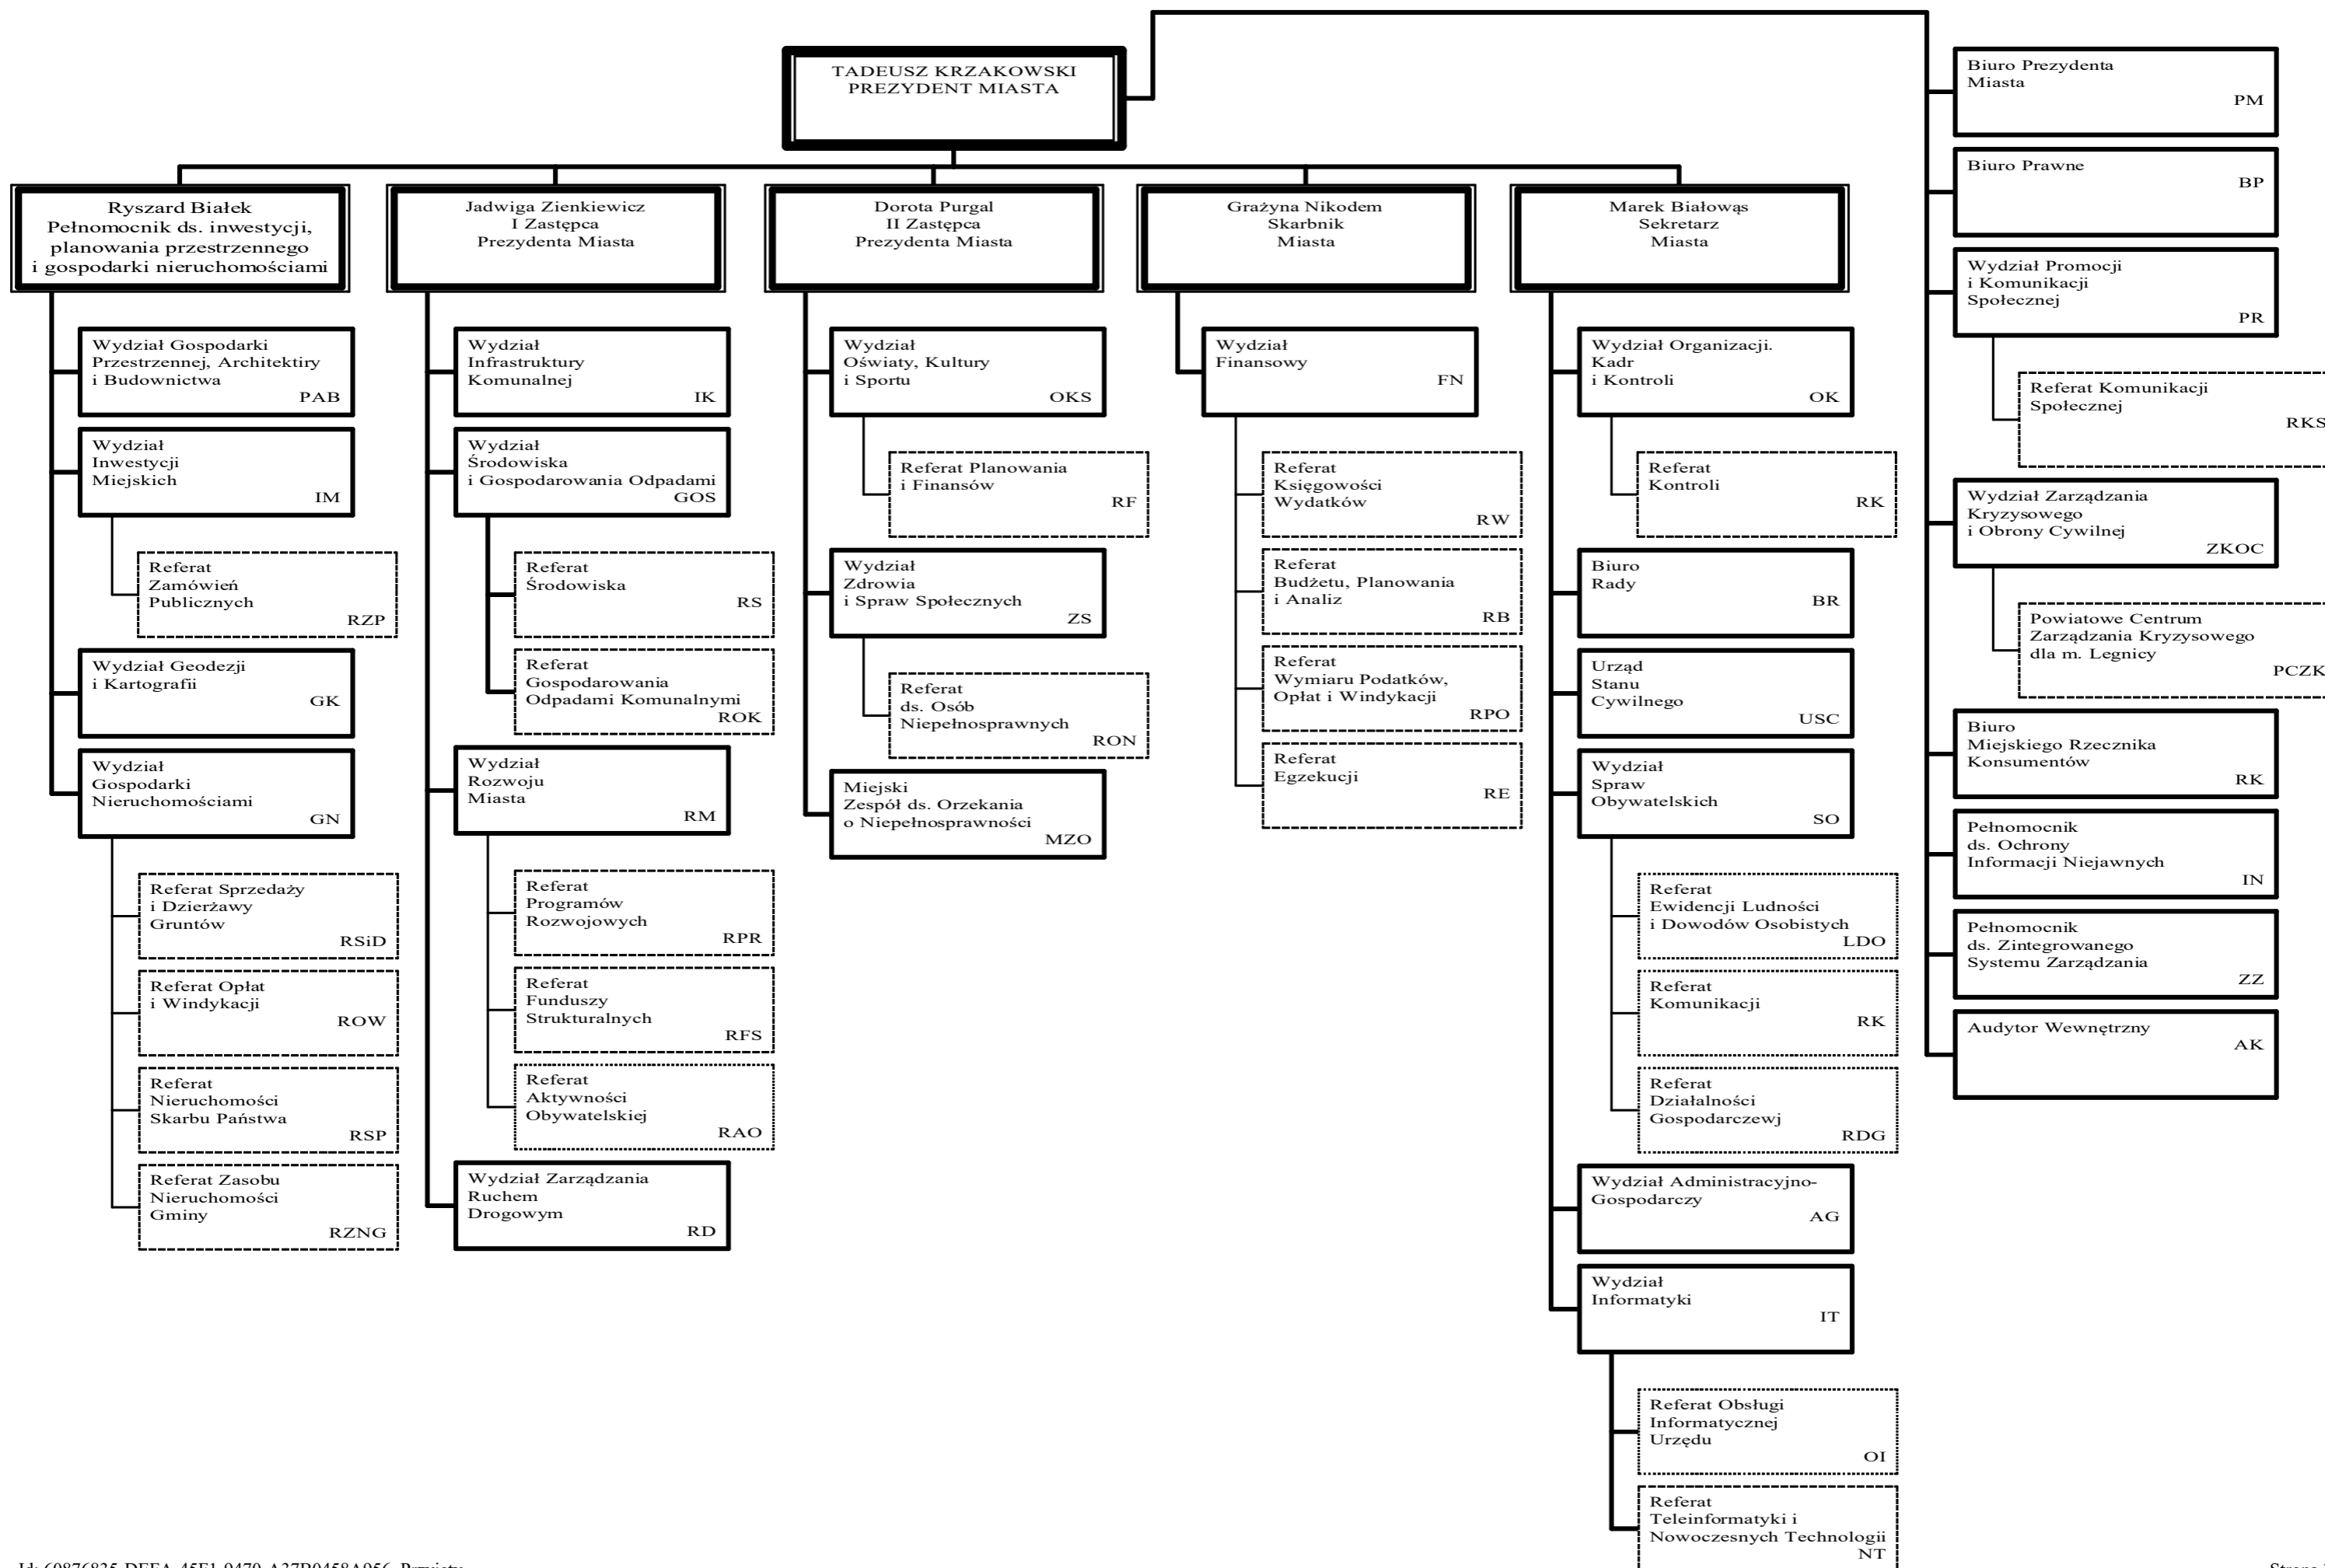 TADEUSZ KRZAKOWSKI
PREZYDENT MIASTA
Ryszard Białek
Pełnomocnik ds. inwestycji,
planowania przestrzennego
i gospodarki nieruchomościami
Wydział Gospodarki
Przestrzennej, Architektiry
i Budownictwa
PAB
Wydział
Inwestycji
Miejskich
IM
Referat
Zamówień
Publicznych
RZP
Wydział Geodezji
i Kartografii
GK
Wydział
Gospodarki
Nieruchomościami
GN
Referat Sprzedaży
i Dzierżawy
Gruntów
RSiD
Referat Opłat
i Windykacji
ROW
Referat
Nieruchomości
Skarbu Państwa
RSP
Referat Zasobu
Nieruchomości
Gminy
RZNG
Jadwiga Zienkiewicz
I Zastępca
Prezydenta Miasta
Wydział
Infrastruktury
Komunalnej
IK
Wydział
Środowiska
i Gospodarowania Odpadami
GOS
Referat
Środowiska
RS
Referat
Gospodarowania
Odpadami Komunalnymi
ROK
Wydział
Rozwoju
Miasta
RM
Referat
Programów
Rozwojowych
RPR
Referat
Funduszy
Strukturalnych
RFS
Referat
Aktywności
Obywatelskiej
RAO
Wydział Zarządzania
Ruchem
Drogowym
RD
Dorota Purgal
II Zastępca
Prezydenta Miasta
Wydział
Oświaty, Kultury
i Sportu
OKS
Referat Planowania
i Finansów
RF
Wydział
Zdrowia
i Spraw Społecznych
ZS
Referat
ds. Osób
Niepełnosprawnych
RON
Miejski
Zespół ds. Orzekania
o Niepełnosprawności
MZO
Grażyna Nikodem
Skarbnik
Miasta
Wydział
Finansowy
FN
Referat
Księgowości
Wydatków
RW
Referat
Budżetu, Planowania
i Analiz
RB
Referat
Wymiaru Podatków,
Opłat i Windykacji
RPO
Referat
Egzekucji
RE
Marek Białowąs
Sekretarz
Miasta
Wydział Organizacji.
Kadr
i Kontroli
OK
Referat
Kontroli
RK
Biuro
Rady
BR
Urząd
Stanu
Cywilnego
USC
Wydział
Spraw
Obywatelskich
SO
Referat
Ewidencji Ludności
i Dowodów Osobistych
LDO
Referat
Komunikacji
RK
Referat
Działalności
Gospodarczewj
RDG
Wydział Administracyjno-
Gospodarczy
AG
Wydział
Informatyki
IT
Referat Obsługi
Informatycznej
Urzędu
OI
Referat
Teleinformatyki i
Nowoczesnych Technologii
NT
Biuro Prezydenta
Miasta
PM
Biuro Prawne
BP
Wydział Promocji
i Komunikacji
Społecznej
PR
Referat Komunikacji
Społecznej
RKS
Wydział Zarządzania
Kryzysowego
i Obrony Cywilnej
ZKOC
Powiatowe Centrum
Zarządzania Kryzysowego
dla m. Legnicy
PCZK
Biuro
Miejskiego Rzecznika
Konsumentów
RK
Pełnomocnik
ds. Ochrony
Informacji Niejawnych
IN
Pełnomocnik
ds. Zintegrowanego
Systemu Zarządzania
ZZ
Audytor Wewnętrzny
AK